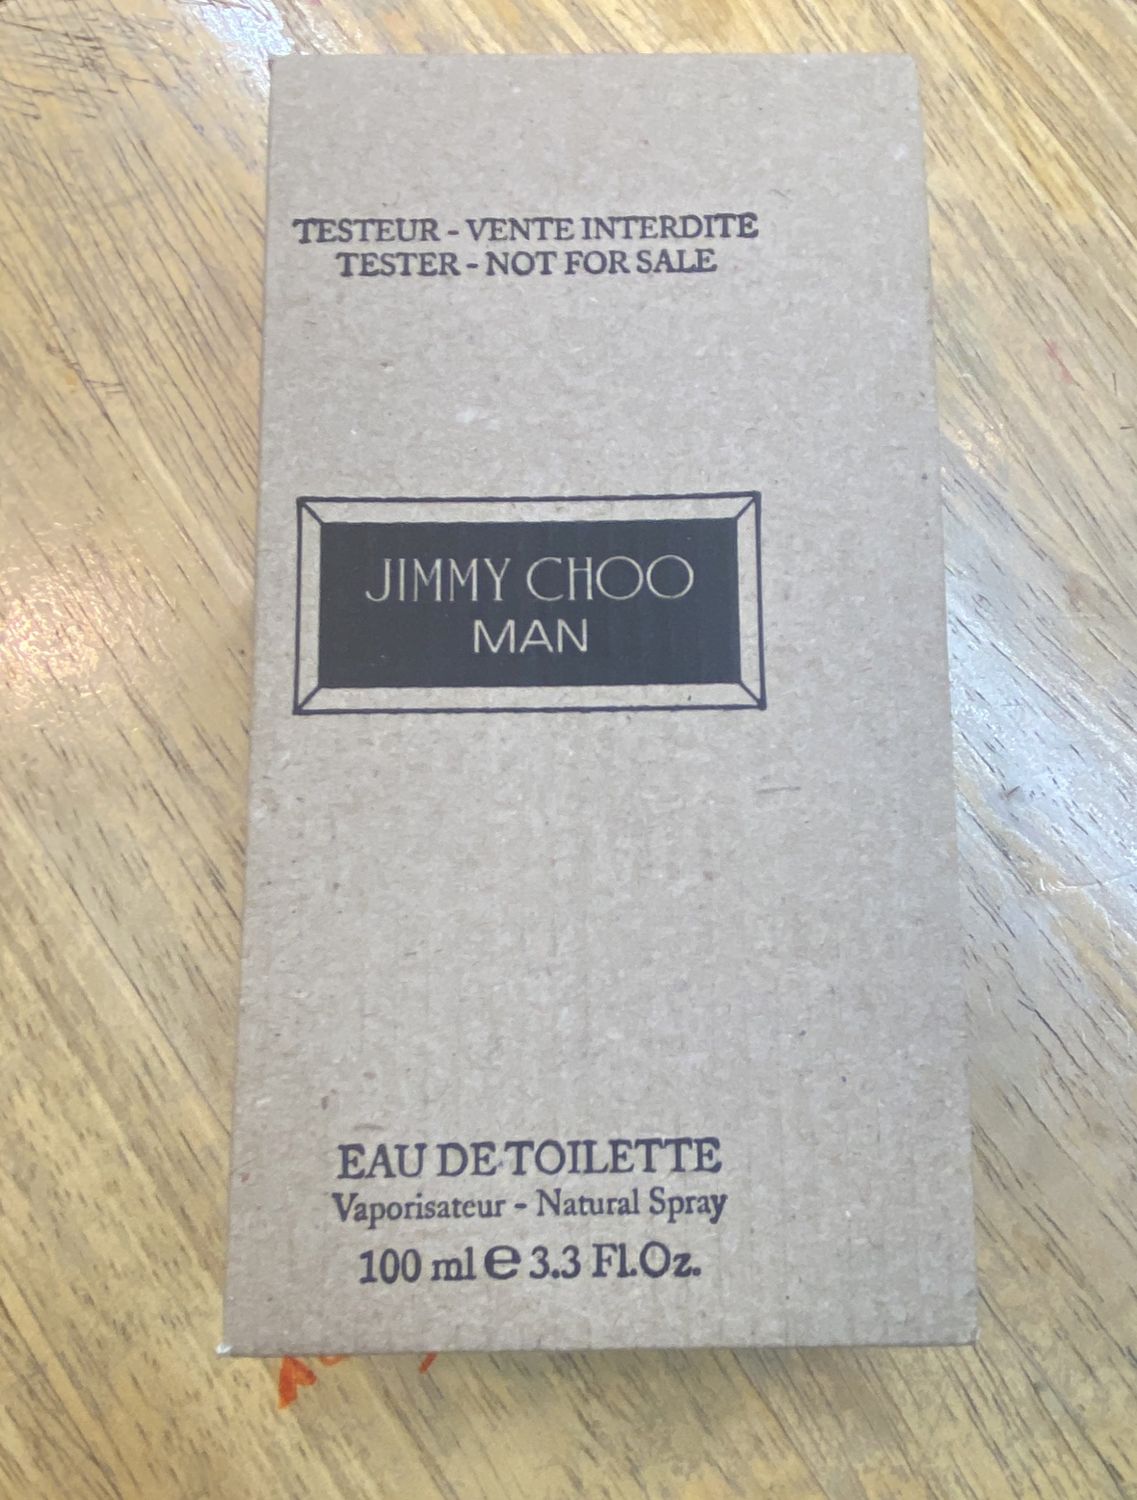 TESTEUR - VENTE INTERDITE
TESTER - NOT FOR SALE
JIMMY CHOO
MAN
EAU DE TOILETTE
Vaporisateur - Natural Spray
100 ml e 3.3 Fl.Oz.